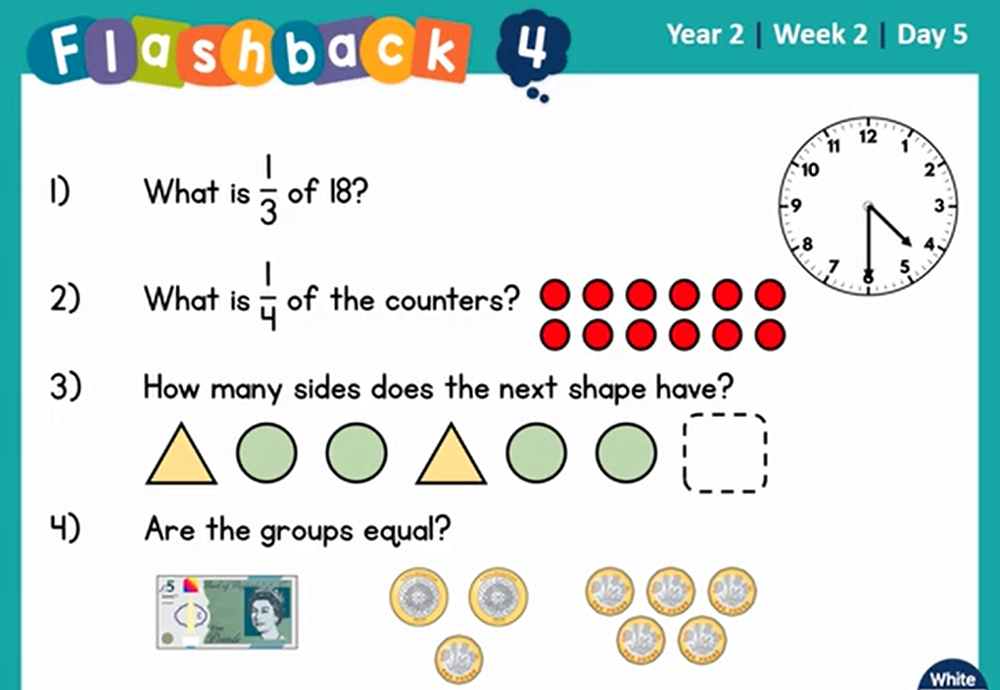 Flashback 4
Year 2 | Week 2 | Day 5
1) What is 1/3 of 18?
12
11 1
10 2
9 3
8 4
7 5
6
2) What is 1/4 of the counters?
3) How many sides does the next shape have?
4) Are the groups equal?
£5
White